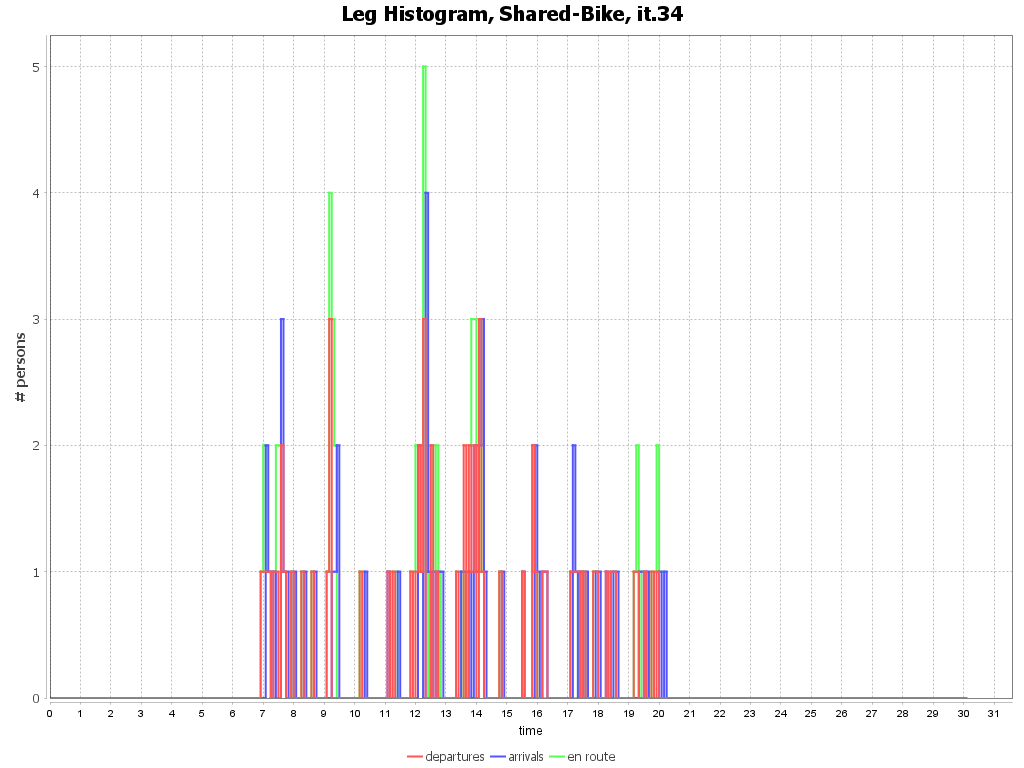 Leg Histogram, Shared-Bike, it.34
# persons
5
4
3
2
1
0
0 1 2 3 4 5 6 7 8 9 10 11 12 13 14 15 16 17 18 19 20 21 22 23 24 25 26 27 28 29 30 31
time
departures arrivals en route